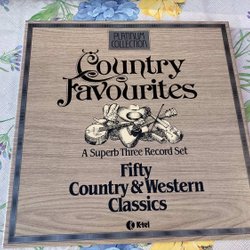 PLATINUM
COLLECTION
Country
Favourites
A Superb Three Record Set
Fifty
Country & Western
Classics
K-tel